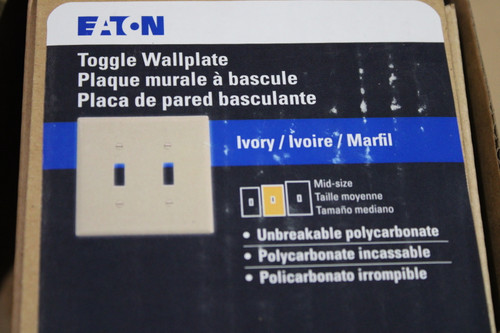 EATON
Toggle Wallplate
Plaque murale à bascule
Placa de pared basculante
Ivory / Ivoire / Marfil
Mid-size
Taille moyenne
Tamaño mediano
• Unbreakable polycarbonate
• Polycarbonate incassable
• Policarbonato irrompible